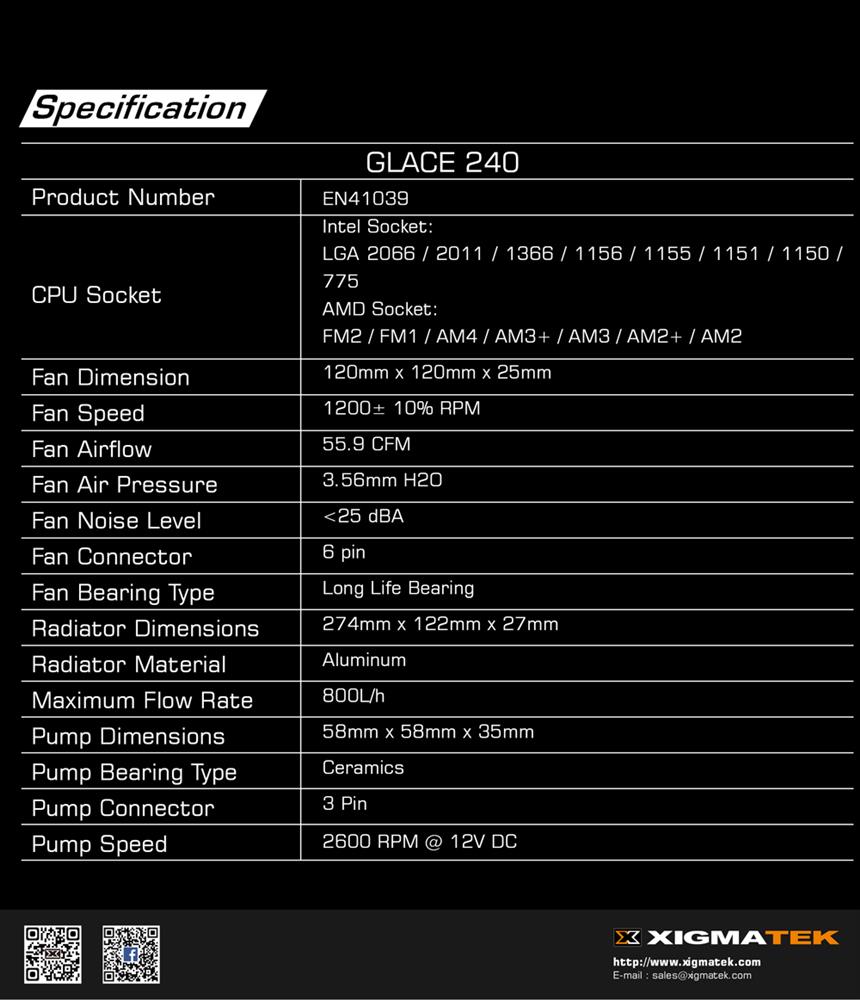 Specification
GLACE 240
Product Number
EN41039
CPU Socket
Intel Socket:
LGA 2066 / 2011 / 1366 / 1156 / 1155 / 1151 / 1150 /
775
AMD Socket:
FM2 / FM1 / AM4 / AM3+ / AM3 / AM2+ / AM2
Fan Dimension
120mm x 120mm x 25mm
Fan Speed
1200± 10% RPM
Fan Airflow
55.9 CFM
Fan Air Pressure
3.56mm H2O
Fan Noise Level
<25 dBA
Fan Connector
6 pin
Fan Bearing Type
Long Life Bearing
Radiator Dimensions
274mm x 122mm x 27mm
Radiator Material
Aluminum
Maximum Flow Rate
800L/h
Pump Dimensions
58mm x 58mm x 35mm
Pump Bearing Type
Ceramics
Pump Connector
3 Pin
Pump Speed
2600 RPM @ 12V DC
XIGMATEK
http://www.xigmatek.com
E-mail : sales@xigmatek.com